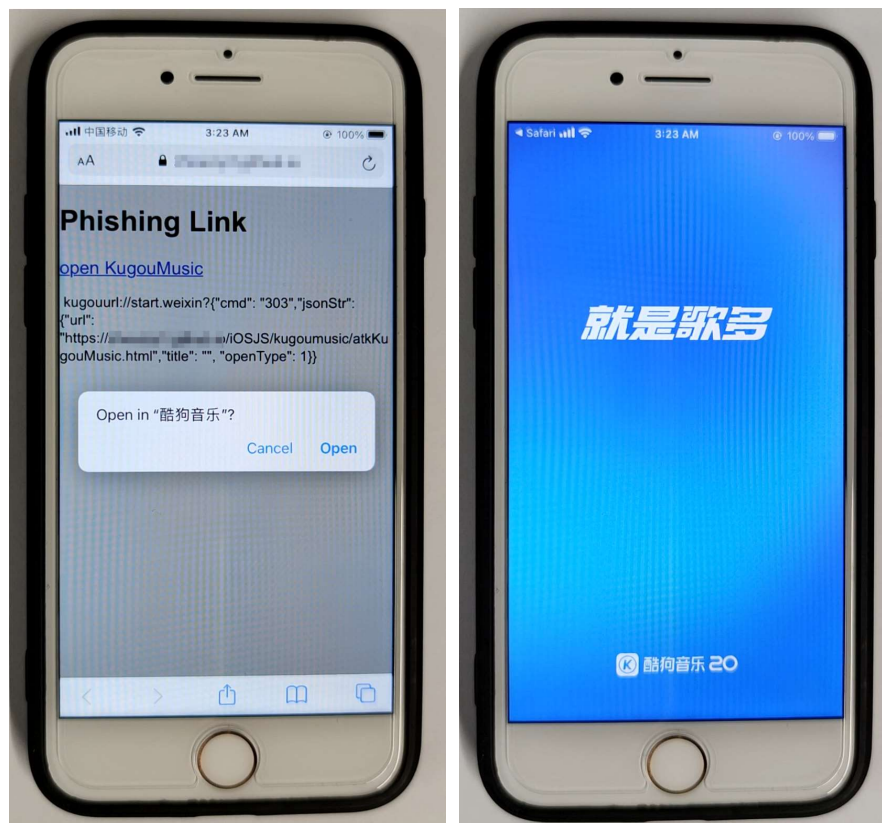 中国移动
3:23 AM
100%
AA
Phishing Link
open KugouMusic
kugouurl://start.weixin?{"cmd": "303","jsonStr":
{"url":
"https:// /iOSJS/kugoumusic/atkKu
gouMusic.html","title": "", "openType": 1}}
Open in “酷狗音乐”?
Cancel
Open
Safari
3:23 AM
100%
就是歌多
K 酷狗音乐 20